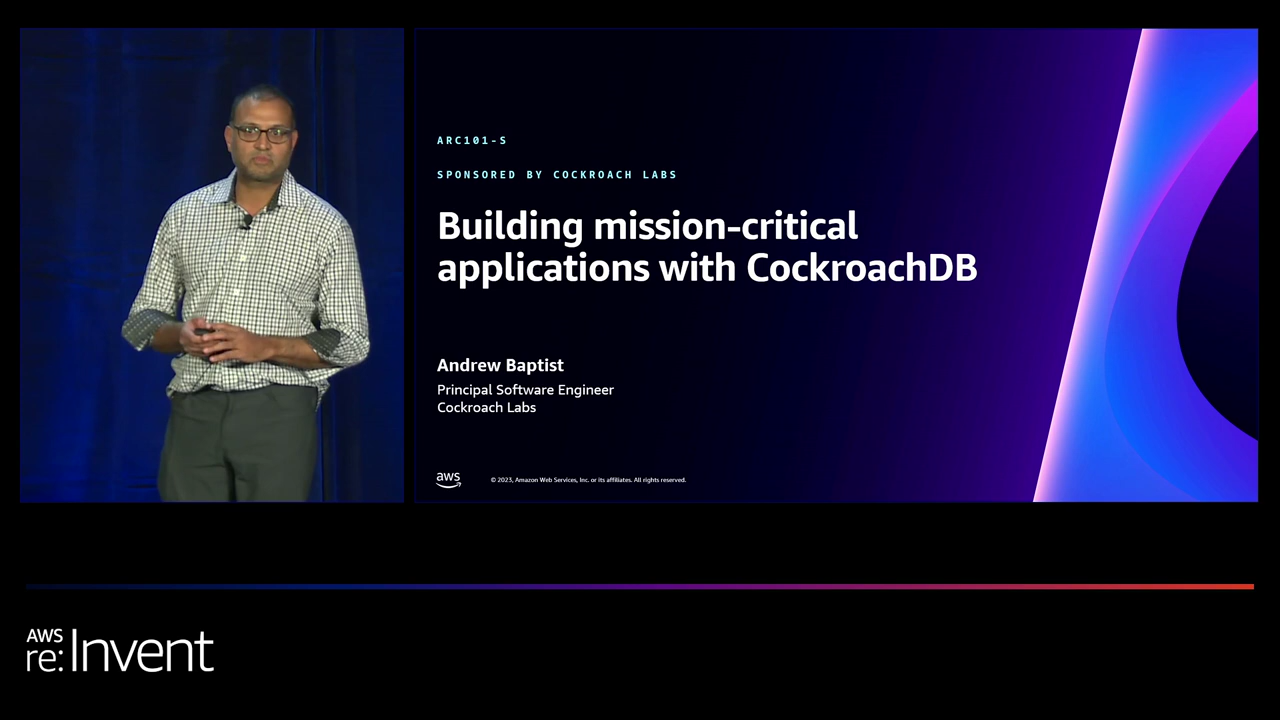 ARC101-S
SPONSORED BY COCKROACH LABS
Building mission-critical
applications with CockroachDB
Andrew Baptist
Principal Software Engineer
Cockroach Labs
aws
© 2023, Amazon Web Services, Inc. or its affiliates. All rights reserved.
AWS
re:Invent